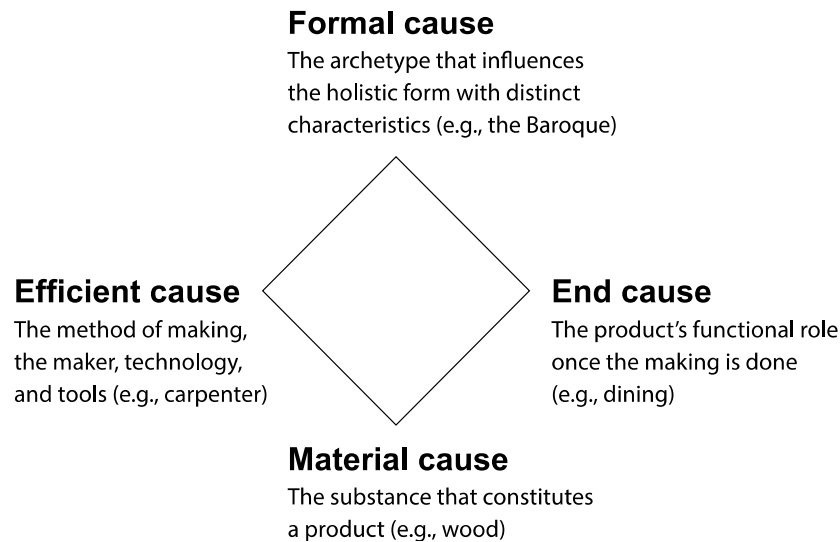 Formal cause
The archetype that influences
the holistic form with distinct
characteristics (e.g., the Baroque)
Efficient cause
The method of making,
the maker, technology,
and tools (e.g., carpenter)
End cause
The product’s functional role
once the making is done
(e.g., dining)
Material cause
The substance that constitutes
a product (e.g., wood)